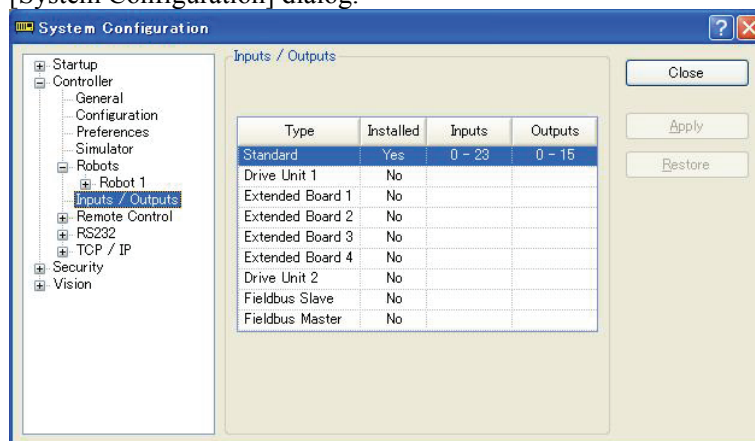 [System Configuration] dialog.
System Configuration
Startup
Controller
General
Configuration
Preferences
Simulator
Robots
Robot 1
Inputs / Outputs
Remote Control
RS232
TCP / IP
Security
Vision
Inputs / Outputs
Type Installed Inputs Outputs
Standard Yes 0 - 23 0 - 15
Drive Unit 1 No
Extended Board 1 No
Extended Board 2 No
Extended Board 3 No
Extended Board 4 No
Drive Unit 2 No
Fieldbus Slave No
Fieldbus Master No
Close
Apply
Restore